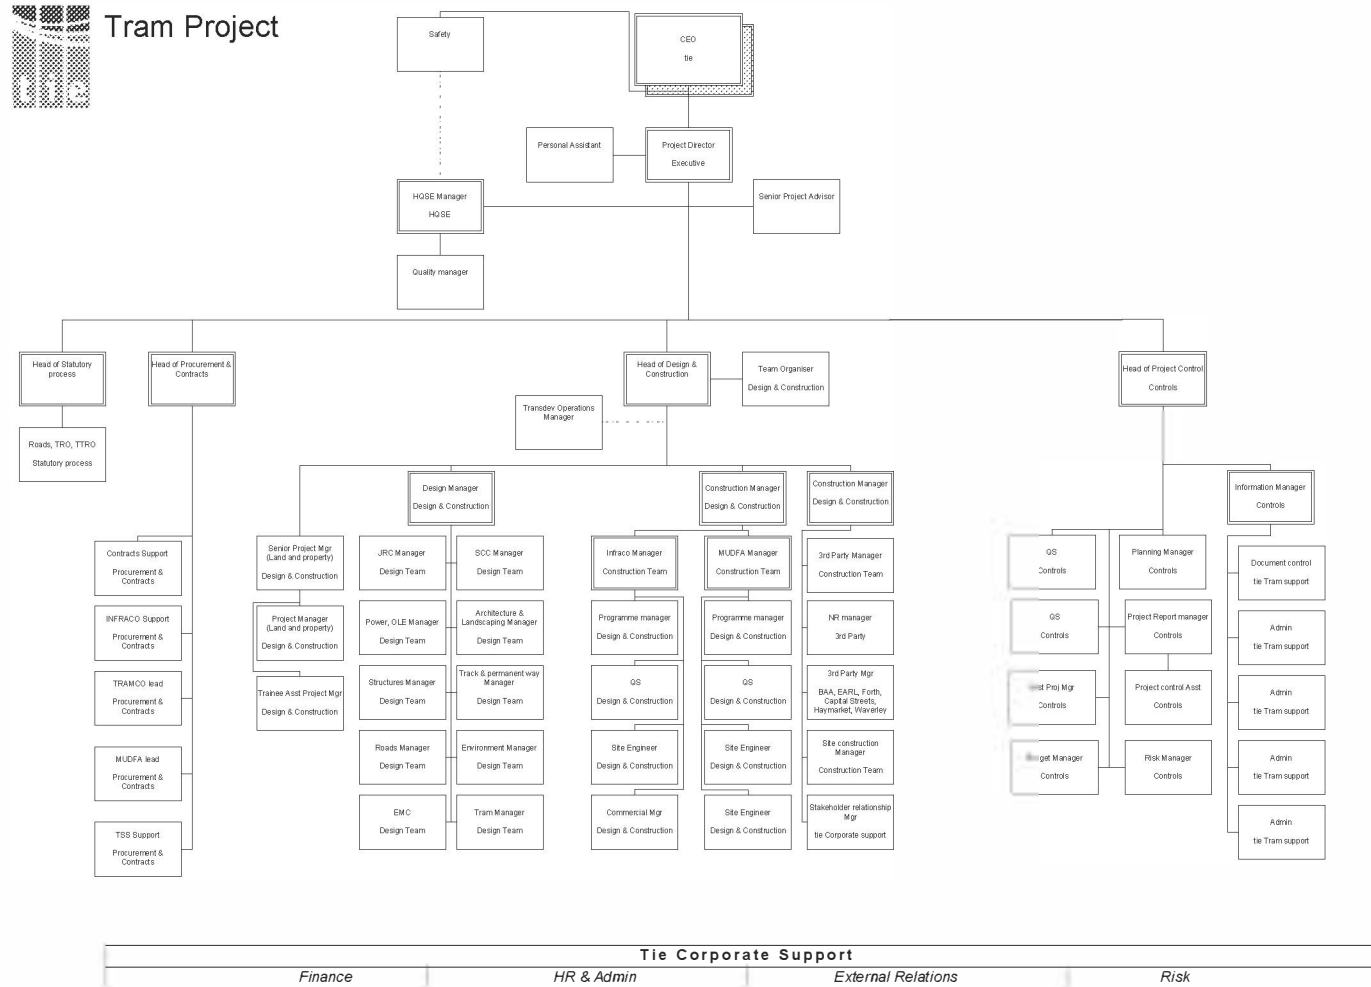 tie
Tram Project
Safety
CEO
tie
Personal Assistant
Project Director
Executive
HQSE Manager
HQSE
Senior Project Advisor
Quality manager
Head of Statutory
process
Head of Procurement &
Contracts
Head of Design &
Construction
Team Organiser
Design & Construction
Head of Project Control
Controls
Transdev Operations
Manager
Roads, TRO, TTRO
Statutory process
Design Manager
Design & Construction
Construction Manager
Design & Construction
Construction Manager
Design & Construction
Information Manager
Controls
Contracts Support
Procurement &
Contracts
INFRACO Support
Procurement &
Contracts
TRAMCO lead
Procurement &
Contracts
MUDFA lead
Procurement &
Contracts
TSS Support
Procurement &
Contracts
Senior Project Mgr
(Land and property)
Design & Construction
Project Manager
(Land and property)
Design & Construction
Trainee Asst Project Mgr
Design & Construction
JRC Manager
Design Team
Power, OLE Manager
Design Team
Structures Manager
Design Team
Roads Manager
Design Team
EMC
Design Team
SCC Manager
Design Team
Architecture &
Landscaping Manager
Design Team
Track & permanent way
Manager
Design Team
Environment Manager
Design Team
Tram Manager
Design Team
Infraco Manager
Construction Team
Programme manager
Design & Construction
QS
Design & Construction
Site Engineer
Design & Construction
Commercial Mgr
Design & Construction
MUDFA Manager
Construction Team
Programme manager
Design & Construction
QS
Design & Construction
Site Engineer
Design & Construction
Site Engineer
Design & Construction
3rd Party Manager
Construction Team
NR manager
3rd Party
3rd Party Mgr
BAA, EARL, Forth,
Capital Streets,
Haymarket, Waverley
Site construction
Manager
Construction Team
Stakeholder relationship
Mgr
tie Corporate support
QS
Controls
QS
Controls
Proj Mgr
Controls
Manager
Controls
Planning Manager
Controls
Project Report manager
Controls
Project control Asst
Controls
Risk Manager
Controls
Document control
tie Tram support
Admin
tie Tram support
Admin
tie Tram support
Admin
tie Tram support
Admin
tie Tram support
Tie Corporate Support
Finance
HR & Admin
External Relations
Risk